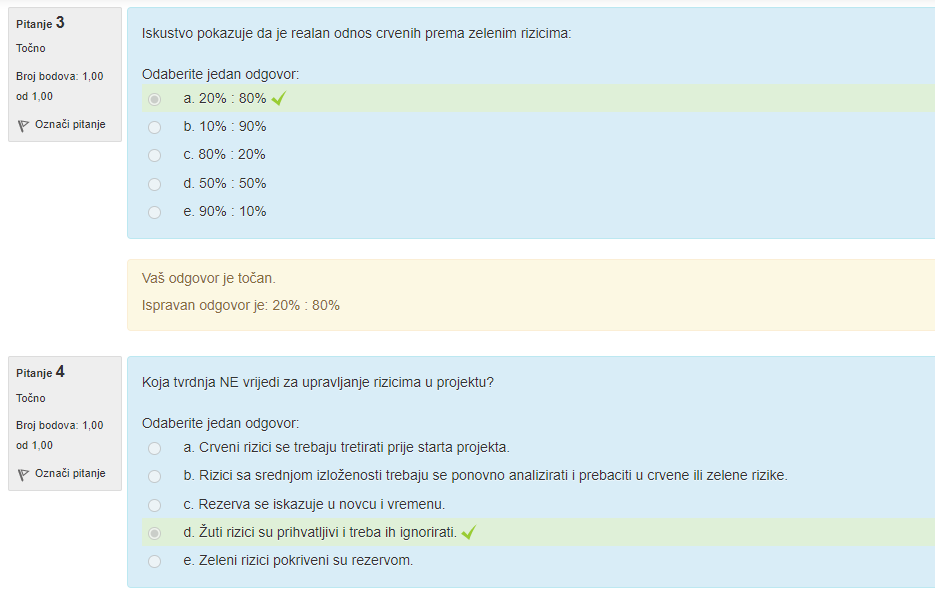 Pitanje 3
Točno
Broj bodova: 1,00
od 1,00
Označi pitanje
Iskustvo pokazuje da je realan odnos crvenih prema zelenim rizicima:
Odaberite jedan odgovor:
a. 20% : 80%
b. 10% : 90%
c. 80% : 20%
d. 50% : 50%
e. 90% : 10%
Vaš odgovor je točan.
Ispravan odgovor je: 20% : 80%
Pitanje 4
Točno
Broj bodova: 1,00
od 1,00
Označi pitanje
Koja tvrdnja NE vrijedi za upravljanje rizicima u projektu?
Odaberite jedan odgovor:
a. Crveni rizici se trebaju tretirati prije starta projekta.
b. Rizici sa srednjom izloženosti trebaju se ponovno analizirati i prebaciti u crvene ili zelene rizike.
c. Rezerva se iskazuje u novcu i vremenu.
d. Žuti rizici su prihvatljivi i treba ih ignorirati.
e. Zeleni rizici pokriveni su rezervom.